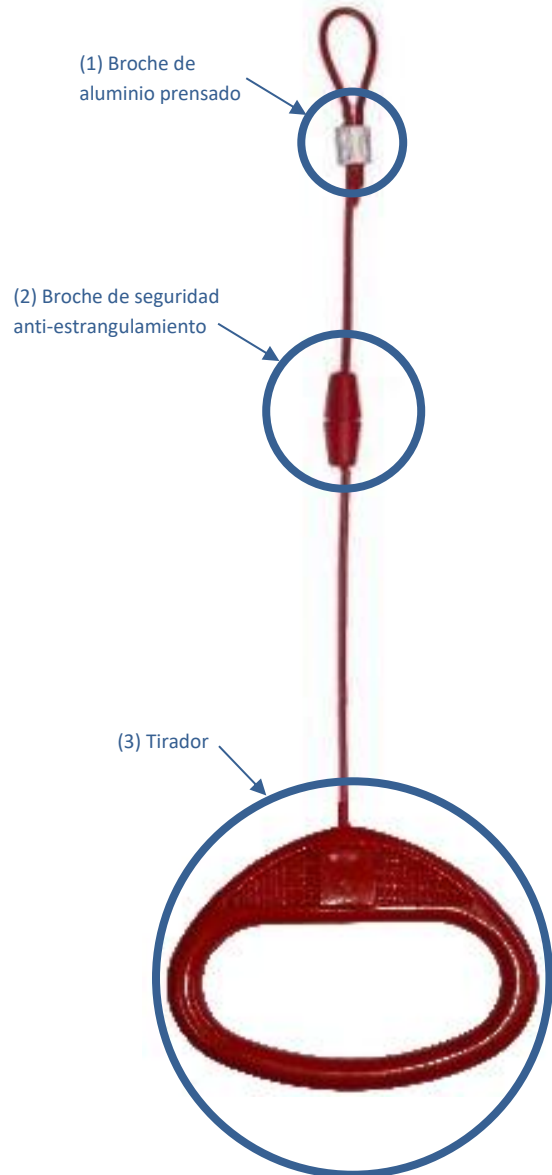 (1) Broche de
aluminio prensado
(2) Broche de seguridad
anti-estrangulamiento
(3) Tirador